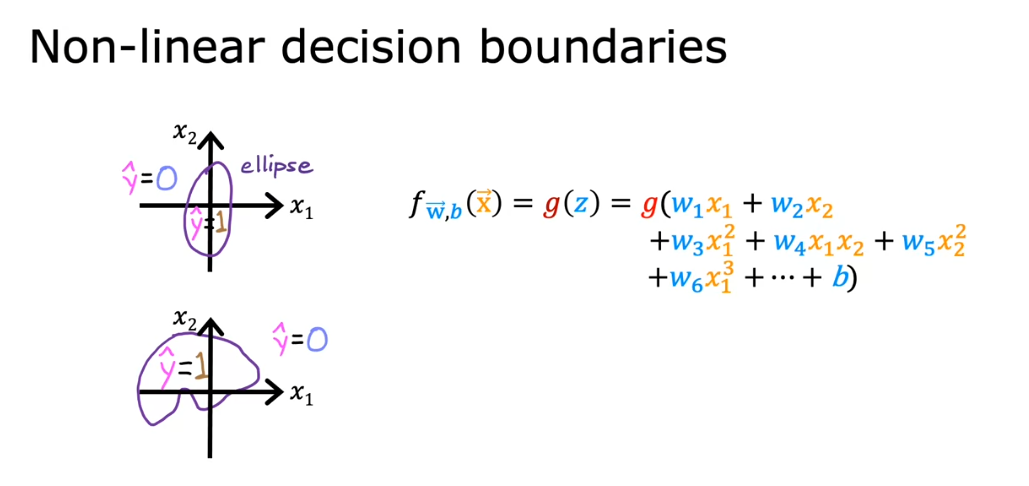 Non-linear decision boundaries
x₂
ŷ=0
ellipse
ŷ=1
x₁
f_{w⃗,b}(x⃗) = g(z) = g(w₁x₁ + w₂x₂
+w₃x₁² + w₄x₁x₂ + w₅x₂²
+w₆x₁³ + ⋯ + b)
x₂
ŷ=0
ŷ=1
x₁